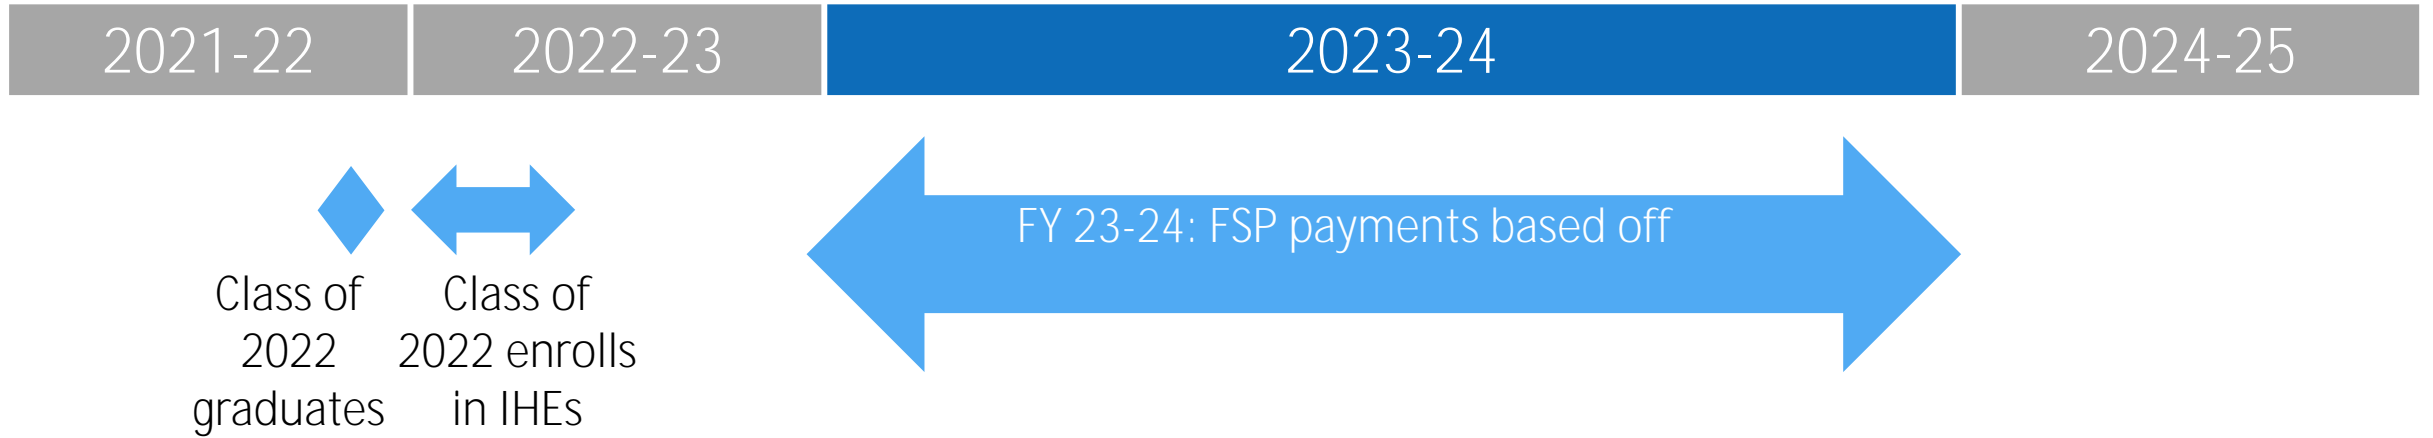 2021-22
2022-23
2023-24
2024-25
FY 23-24: FSP payments based off
Class of
2022
graduates
Class of
2022 enrolls
in IHEs